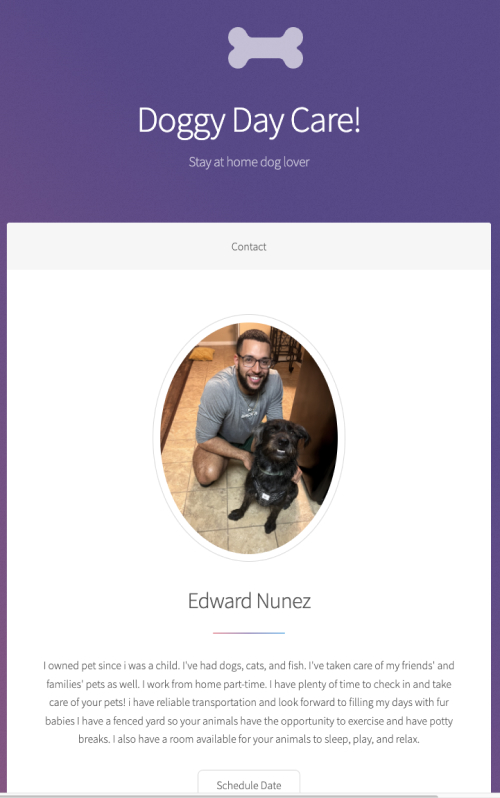 Doggy Day Care!
Stay at home dog lover
Contact
Edward Nunez
I owned pet since i was a child. I've had dogs, cats, and fish. I've taken care of my friends' and
families' pets as well. I work from home part-time. I have plenty of time to check in and take
care of your pets! i have reliable transportation and look forward to filling my days with fur
babies I have a fenced yard so your animals have the opportunity to exercise and have potty
breaks. I also have a room available for your animals to sleep, play, and relax.
Schedule Date